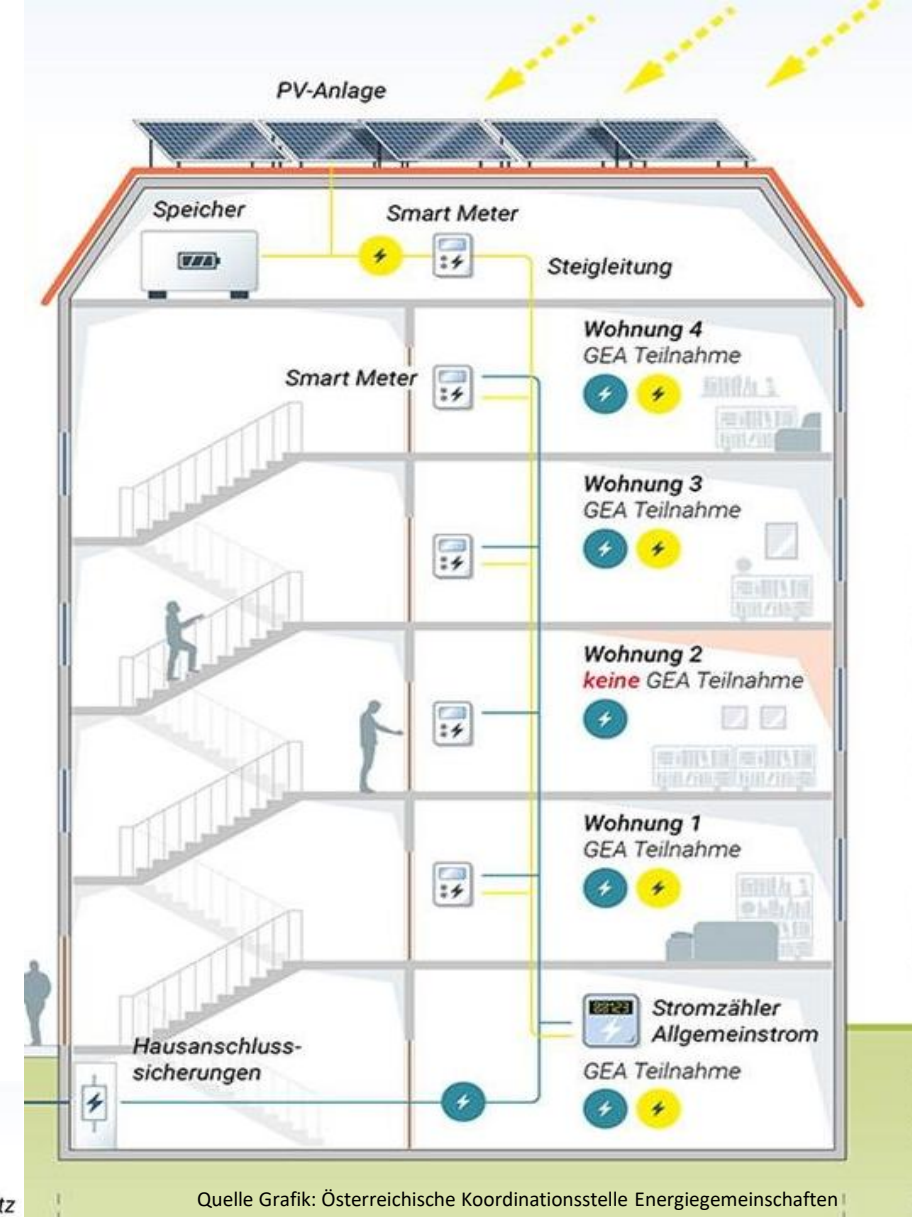 PV-Anlage
Speicher
Smart Meter
Steigleitung
Wohnung 4
GEA Teilnahme
Smart Meter
Wohnung 3
GEA Teilnahme
Wohnung 2
keine GEA Teilnahme
Wohnung 1
GEA Teilnahme
Stromzähler
Allgemeinstrom
Hausanschluss-
sicherungen
GEA Teilnahme
tz
Quelle Grafik: Österreichische Koordinationsstelle Energiegemeinschaften